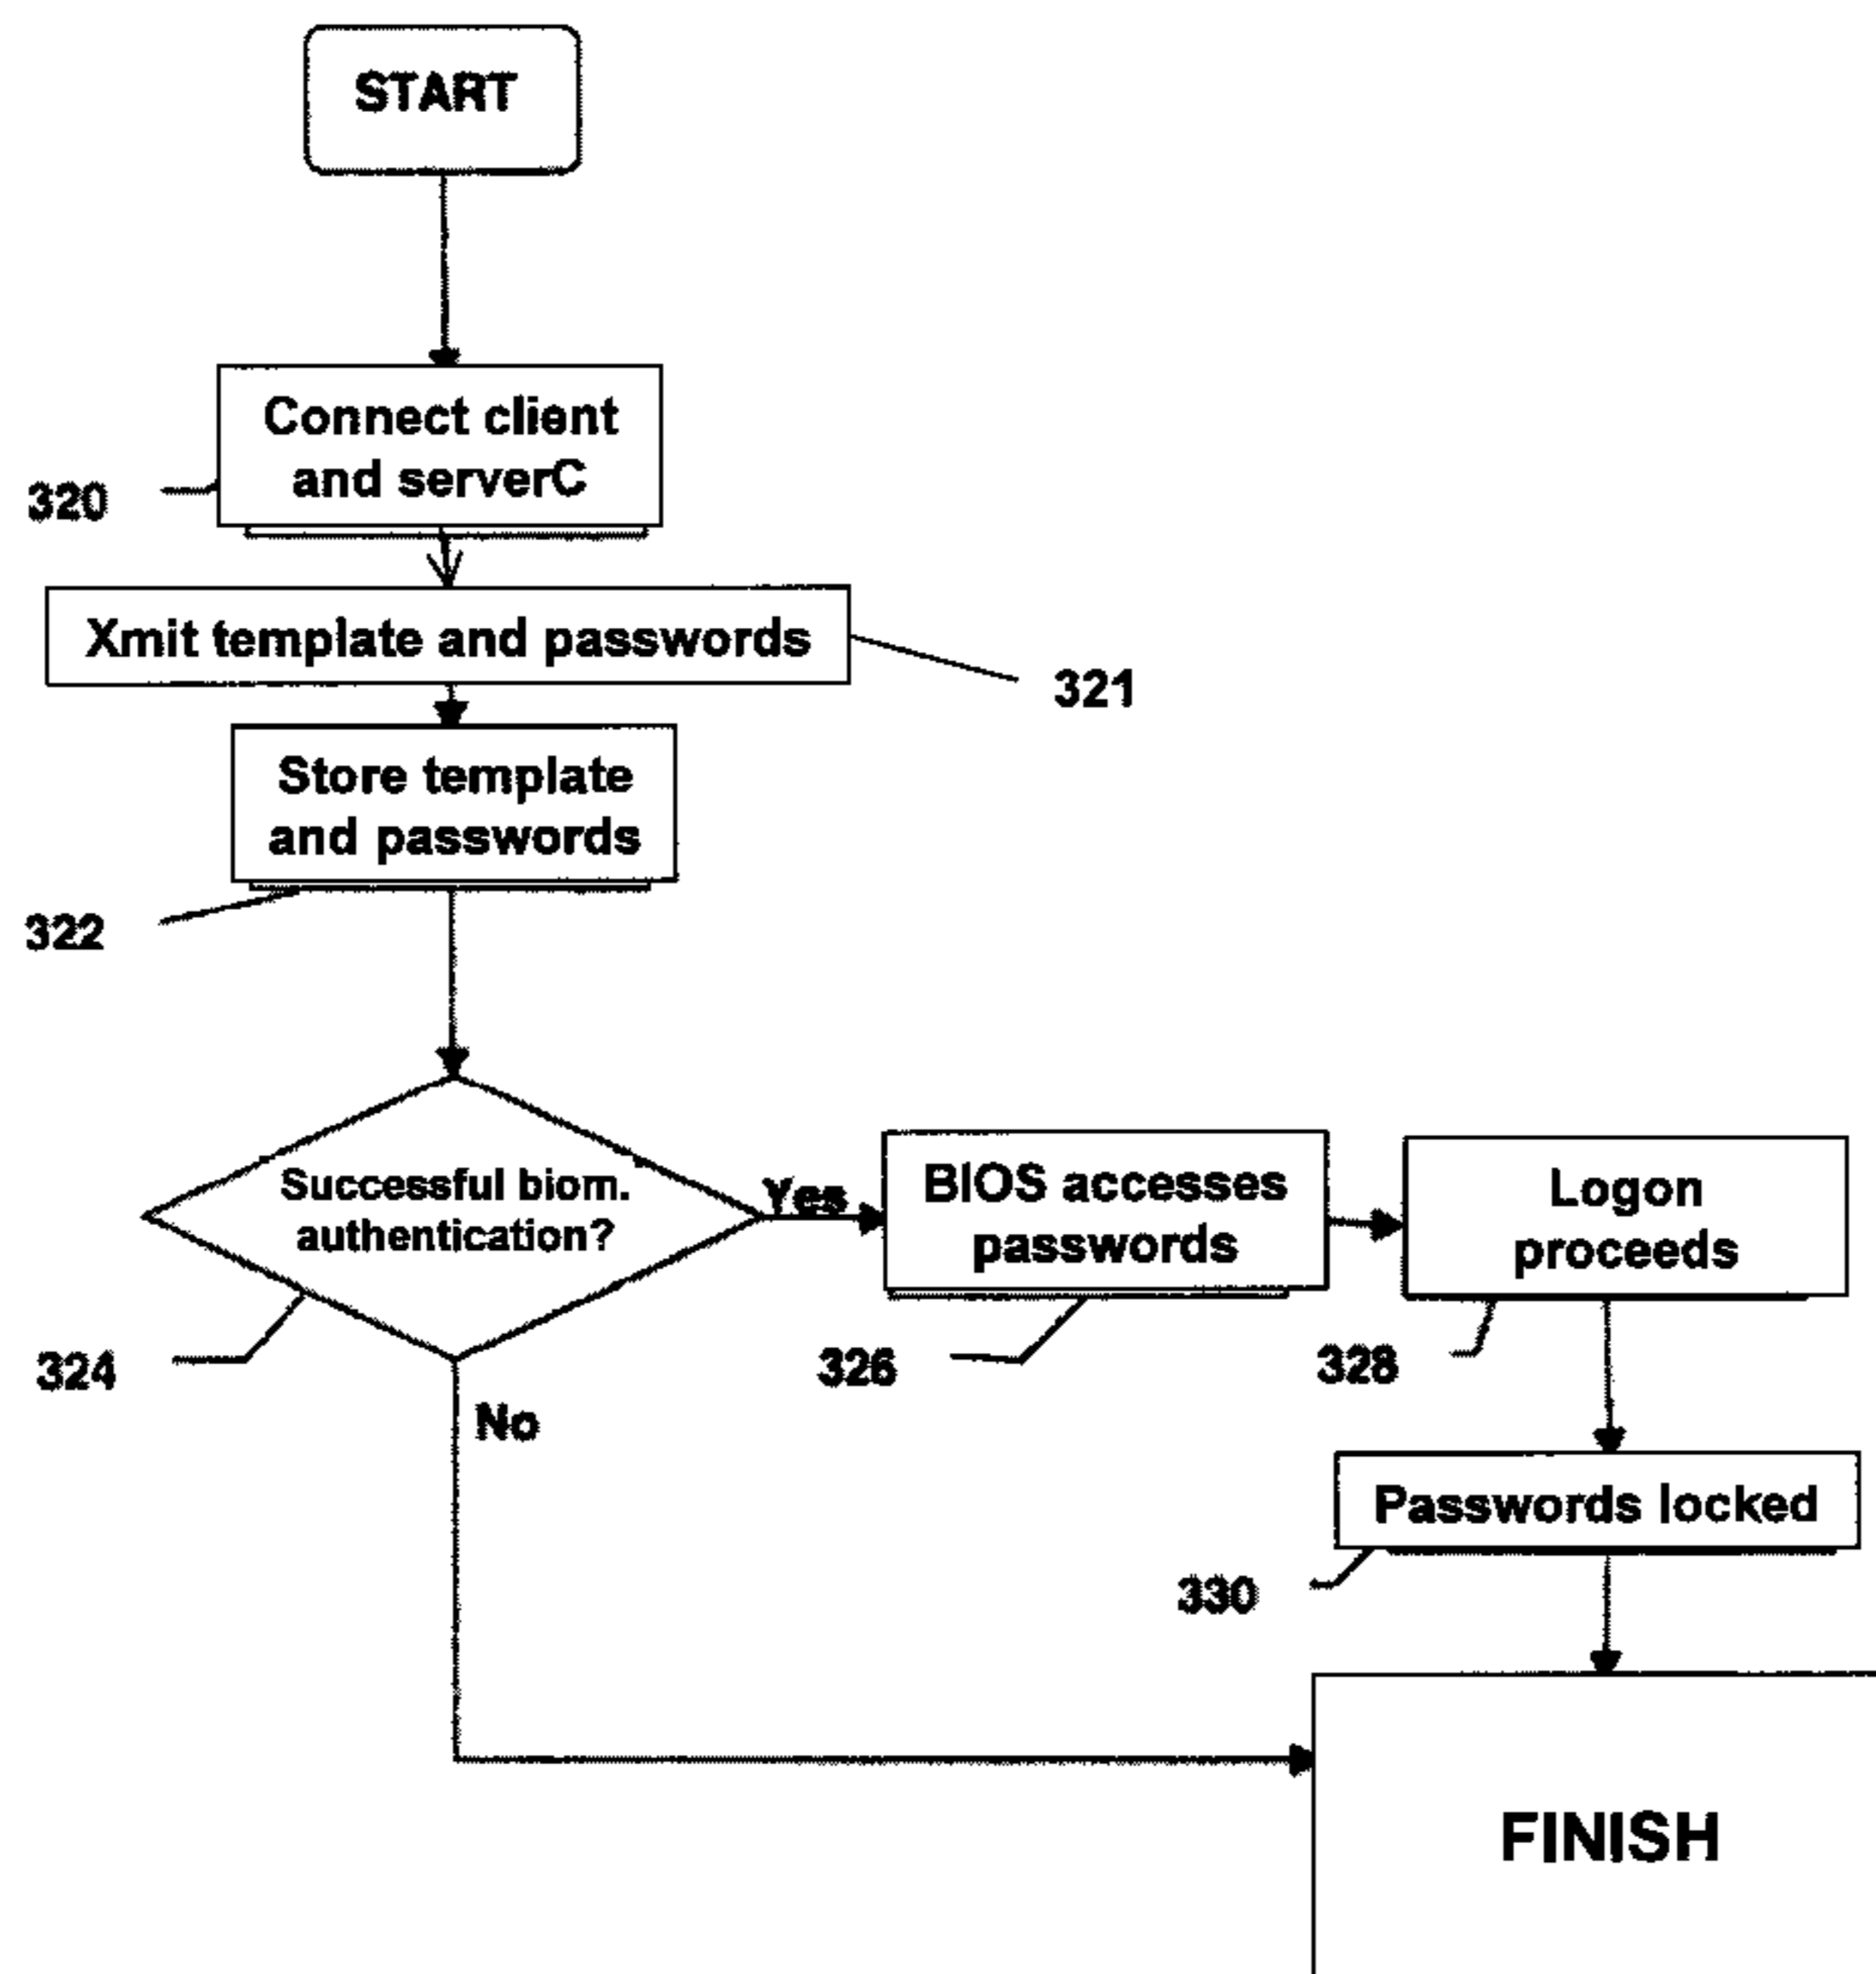 START
Connect client
and serverC
320
Xmit template and passwords
321
Store template
and passwords
322
Successful biom.
authentication?
Yes
BIOS accesses
passwords
Logon
proceeds
324
326
328
No
Passwords locked
330
FINISH